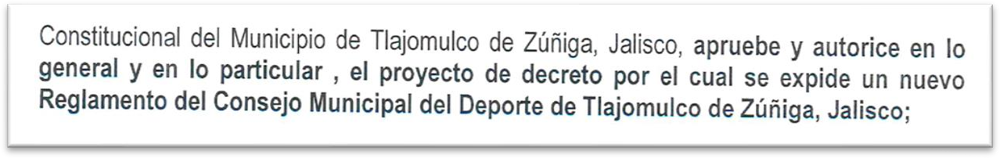 Constitucional del Municipio de Tlajomulco de Zúñiga, Jalisco, apruebe y autorice en lo
general y en lo particular , el proyecto de decreto por el cual se expide un nuevo
Reglamento del Consejo Municipal del Deporte de Tlajomulco de Zúñiga, Jalisco;